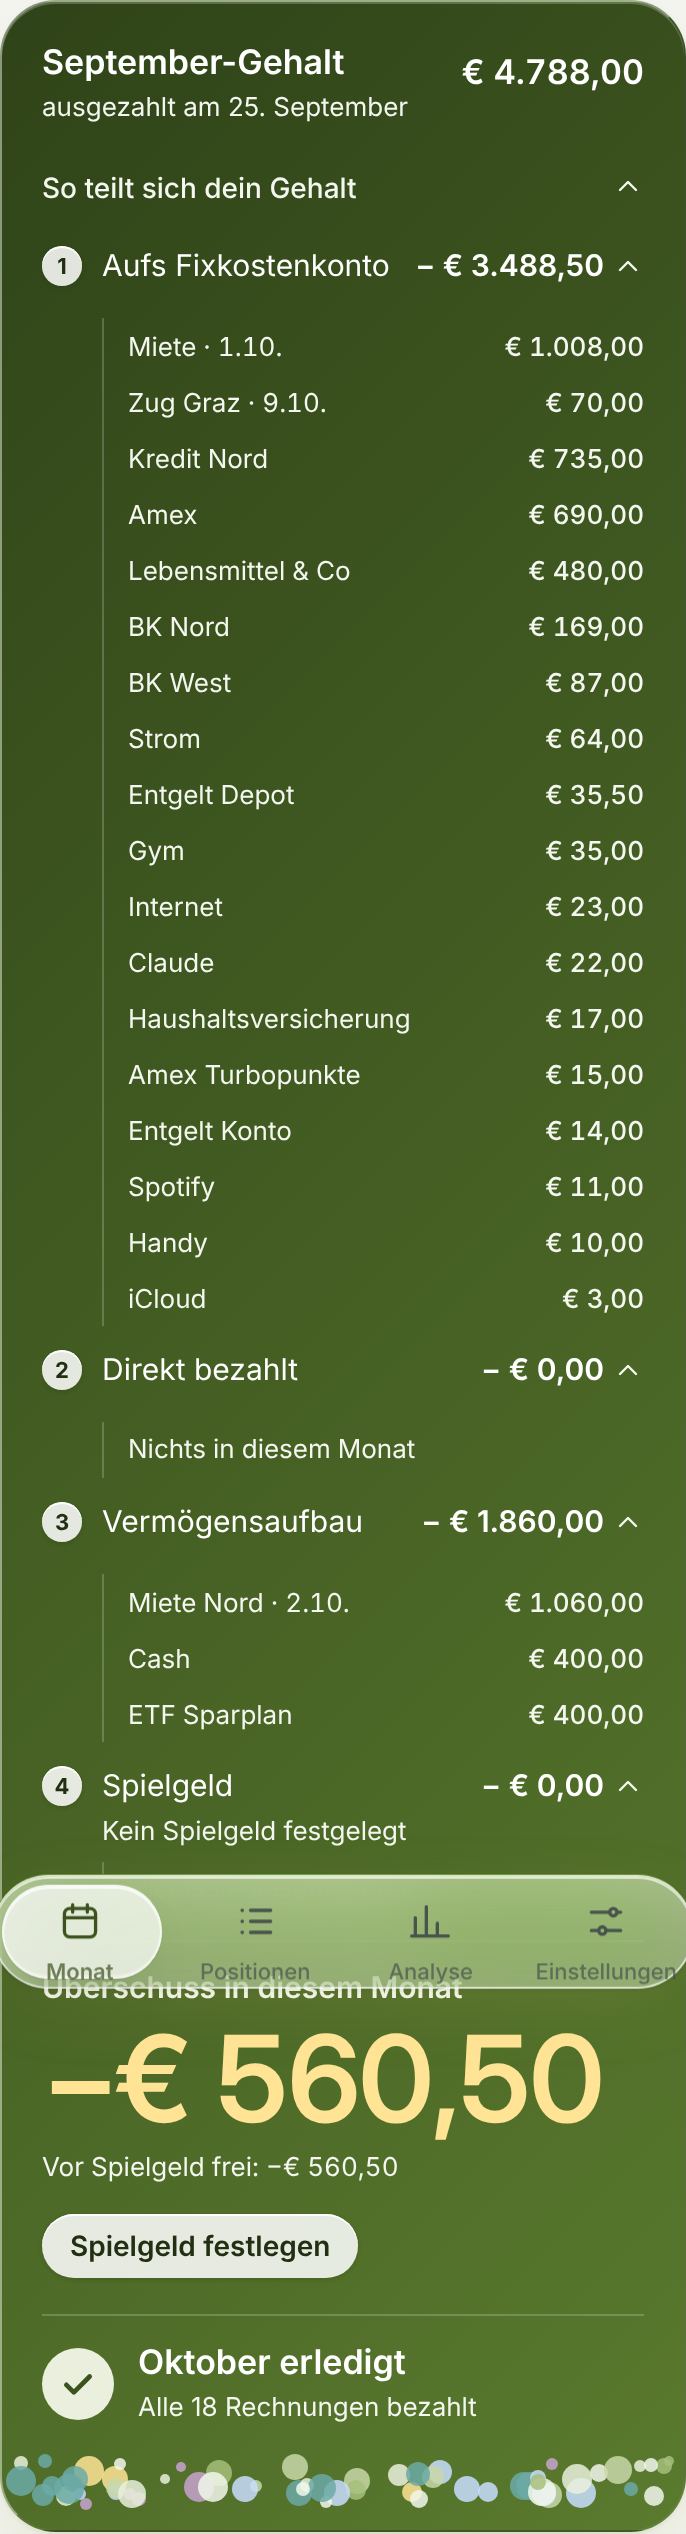 September-Gehalt
€ 4.788,00
ausgezahlt am 25. September
So teilt sich dein Gehalt
1 Aufs Fixkostenkonto – € 3.488,50
Miete · 1.10. € 1.008,00
Zug Graz · 9.10. € 70,00
Kredit Nord € 735,00
Amex € 690,00
Lebensmittel & Co € 480,00
BK Nord € 169,00
BK West € 87,00
Strom € 64,00
Entgelt Depot € 35,50
Gym € 35,00
Internet € 23,00
Claude € 22,00
Haushaltsversicherung € 17,00
Amex Turbopunkte € 15,00
Entgelt Konto € 14,00
Spotify € 11,00
Handy € 10,00
iCloud € 3,00
2 Direkt bezahlt – € 0,00
Nichts in diesem Monat
3 Vermögensaufbau – € 1.860,00
Miete Nord · 2.10. € 1.060,00
Cash € 400,00
ETF Sparplan € 400,00
4 Spielgeld – € 0,00
Kein Spielgeld festgelegt
Monat Positionen Analyse Einstellungen
Überschuss in diesem Monat
–€ 560,50
Vor Spielgeld frei: –€ 560,50
Spielgeld festlegen
Oktober erledigt
Alle 18 Rechnungen bezahlt